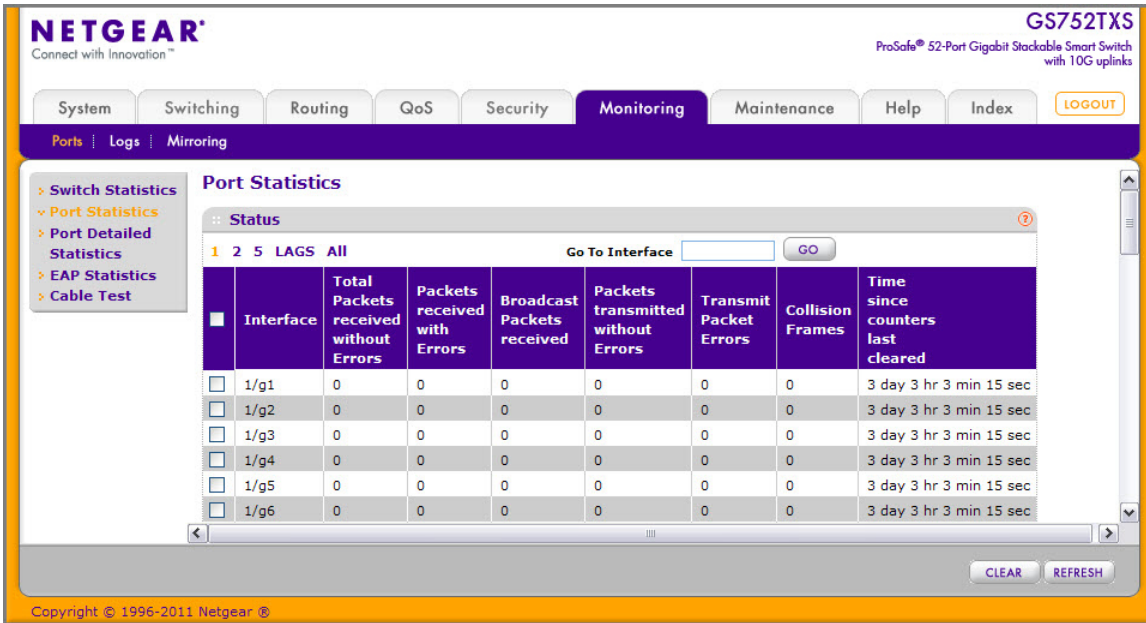 NETGEAR®
Connect with Innovation™
GS752TXS
ProSafe® 52-Port Gigabit Stackable Smart Switch
with 10G uplinks
System Switching Routing QoS Security Monitoring Maintenance Help Index LOGOUT
Ports Logs Mirroring
Switch Statistics
Port Statistics
Port Detailed
Statistics
EAP Statistics
Cable Test
Port Statistics
Status ?
1 2 5 LAGS All Go To Interface GO
Interface
Total
Packets
received
without
Errors
Packets
received
with
Errors
Broadcast
Packets
received
Packets
transmitted
without
Errors
Transmit
Packet
Errors
Collision
Frames
Time
since
counters
last
cleared
1/g1 0 0 0 0 0 0 3 day 3 hr 3 min 15 sec
1/g2 0 0 0 0 0 0 3 day 3 hr 3 min 15 sec
1/g3 0 0 0 0 0 0 3 day 3 hr 3 min 15 sec
1/g4 0 0 0 0 0 0 3 day 3 hr 3 min 15 sec
1/g5 0 0 0 0 0 0 3 day 3 hr 3 min 15 sec
1/g6 0 0 0 0 0 0 3 day 3 hr 3 min 15 sec
CLEAR REFRESH
Copyright © 1996-2011 Netgear ®